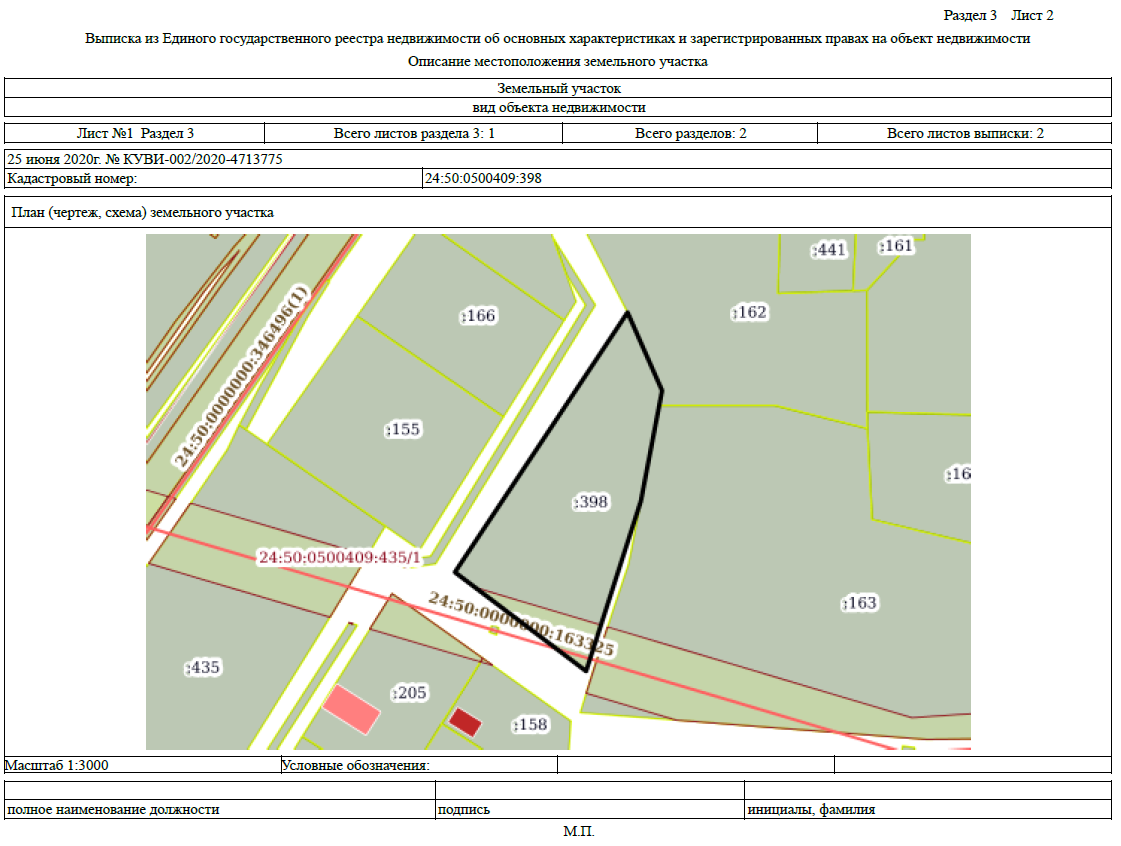 Раздел 3 Лист 2
Выписка из Единого государственного реестра недвижимости об основных характеристиках и зарегистрированных правах на объект недвижимости
Описание местоположения земельного участка
Земельный участок
вид объекта недвижимости
Лист №1 Раздел 3 Всего листов раздела 3: 1 Всего разделов: 2 Всего листов выписки: 2
25 июня 2020г. № КУВИ-002/2020-4713775
Кадастровый номер: 24:50:0500409:398
План (чертеж, схема) земельного участка
:441 :161
:166 :162
24:50:0000000:346496(1)
:155
:16
:398
24:50:0500409:435/1
24:50:0000000:163325
:163
:435
:205
:158
Масштаб 1:3000 Условные обозначения:
полное наименование должности подпись инициалы, фамилия
М.П.